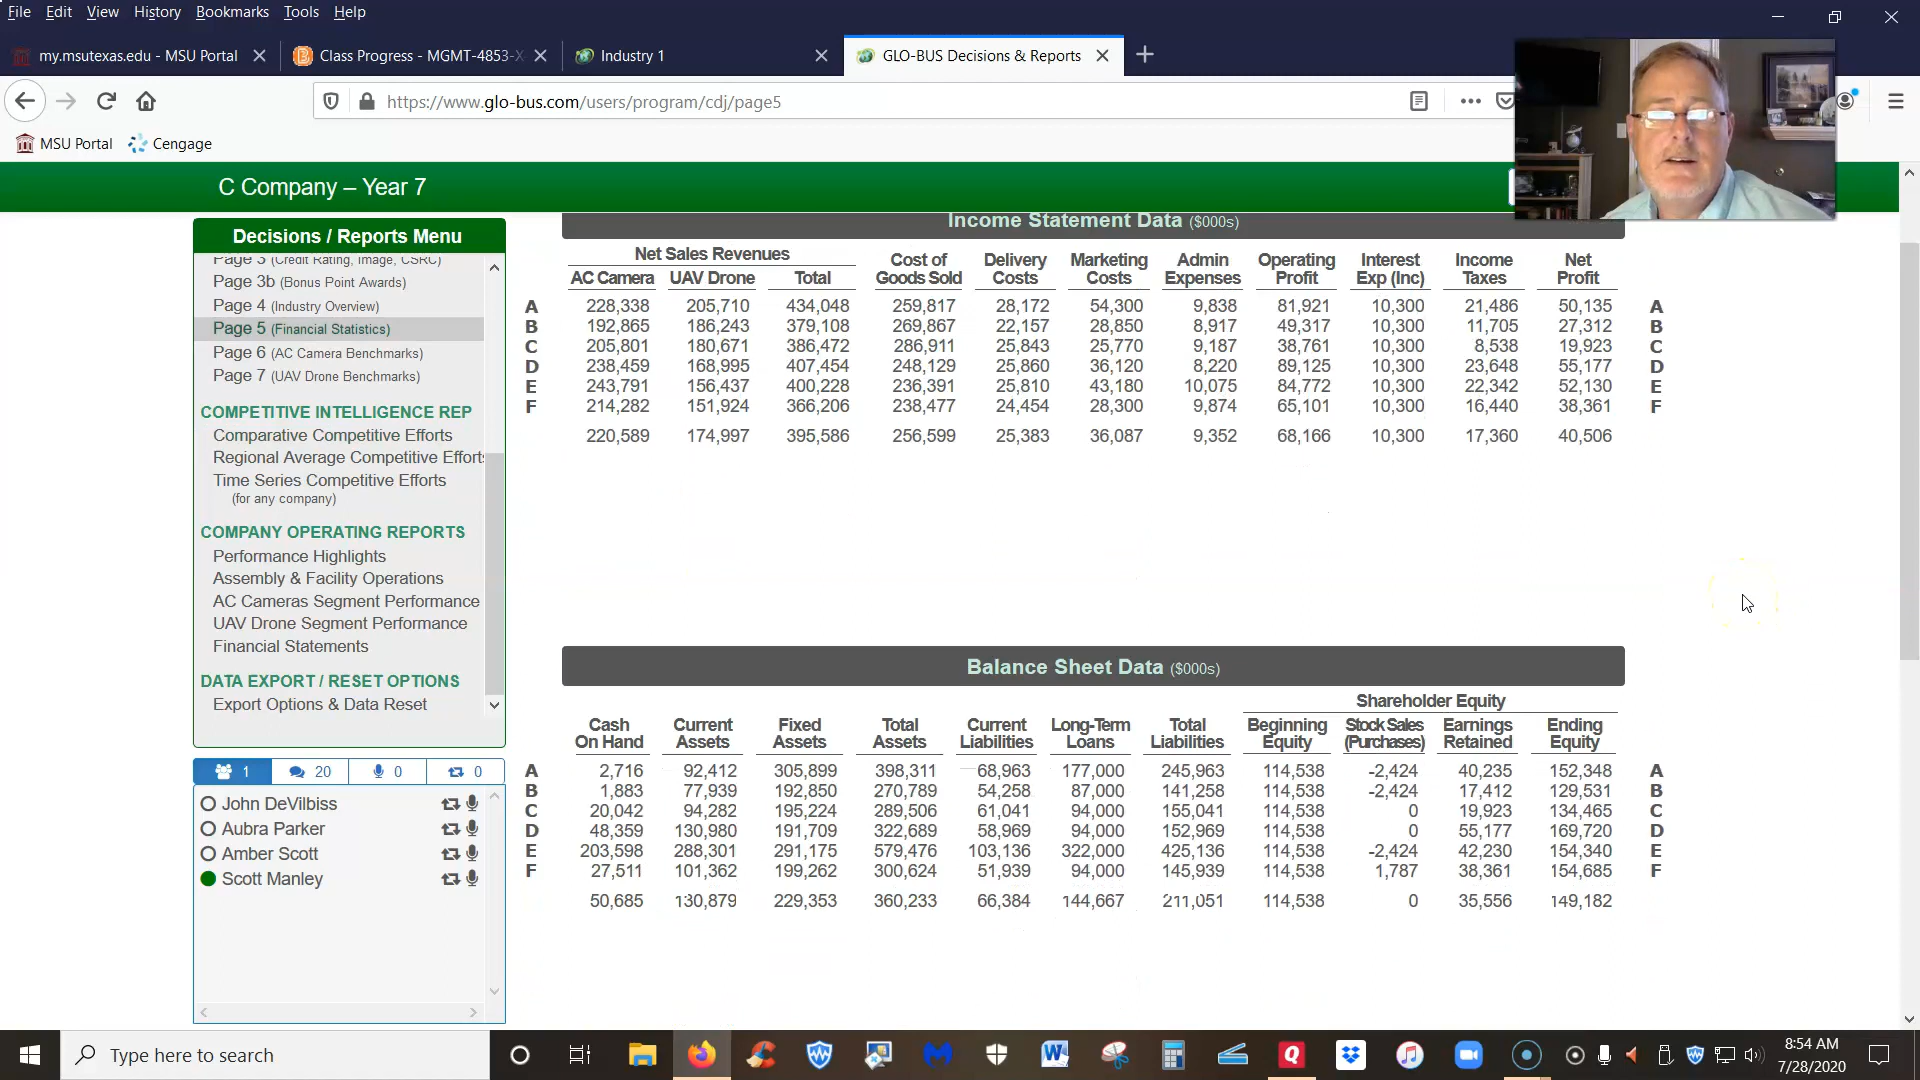 File Edit View History Bookmarks Tools Help
my.msutexas.edu - MSU Portal
Class Progress - MGMT-4853-X
Industry 1
GLO-BUS Decisions & Reports
https://www.glo-bus.com/users/program/cdj/page5
MSU Portal Cengage
C Company – Year 7
Decisions / Reports Menu
Page 3 (Credit Rating, Image, CSRC)
Page 3b (Bonus Point Awards)
Page 4 (Industry Overview)
Page 5 (Financial Statistics)
Page 6 (AC Camera Benchmarks)
Page 7 (UAV Drone Benchmarks)
COMPETITIVE INTELLIGENCE REP
Comparative Competitive Efforts
Regional Average Competitive Efforts
Time Series Competitive Efforts
(for any company)
COMPANY OPERATING REPORTS
Performance Highlights
Assembly & Facility Operations
AC Cameras Segment Performance
UAV Drone Segment Performance
Financial Statements
DATA EXPORT / RESET OPTIONS
Export Options & Data Reset
1 20 0 0
John DeVilbiss
Aubra Parker
Amber Scott
Scott Manley
Income Statement Data ($000s)
Net Sales Revenues
Cost of Delivery Marketing Admin Operating Interest Income Net
AC Camera UAV Drone Total Goods Sold Costs Costs Expenses Profit Exp (Inc) Taxes Profit
A 228,338 205,710 434,048 259,817 28,172 54,300 9,838 81,921 10,300 21,486 50,135 A
B 192,865 186,243 379,108 269,867 22,157 28,850 8,917 49,317 10,300 11,705 27,312 B
C 205,801 180,671 386,472 286,911 25,843 25,770 9,187 38,761 10,300 8,538 19,923 C
D 238,459 168,995 407,454 248,129 25,860 36,120 8,220 89,125 10,300 23,648 55,177 D
E 243,791 156,437 400,228 236,391 25,810 43,180 10,075 84,772 10,300 22,342 52,130 E
F 214,282 151,924 366,206 238,477 24,454 28,300 9,874 65,101 10,300 16,440 38,361 F
220,589 174,997 395,586 256,599 25,383 36,087 9,352 68,166 10,300 17,360 40,506
Balance Sheet Data ($000s)
Shareholder Equity
Cash Current Fixed Total Current Long-Term Total Beginning Stock Sales Earnings Ending
On Hand Assets Assets Assets Liabilities Loans Liabilities Equity (Purchases) Retained Equity
A 2,716 92,412 305,899 398,311 68,963 177,000 245,963 114,538 -2,424 40,235 152,348 A
B 1,883 77,939 192,850 270,789 54,258 87,000 141,258 114,538 -2,424 17,412 129,531 B
C 20,042 94,282 195,224 289,506 61,041 94,000 155,041 114,538 0 19,923 134,465 C
D 48,359 130,980 191,709 322,689 58,969 94,000 152,969 114,538 0 55,177 169,720 D
E 203,598 288,301 291,175 579,476 103,136 322,000 425,136 114,538 -2,424 42,230 154,340 E
F 27,511 101,362 199,262 300,624 51,939 94,000 145,939 114,538 1,787 38,361 154,685 F
50,685 130,879 229,353 360,233 66,384 144,667 211,051 114,538 0 35,556 149,182
Type here to search
8:54 AM
7/28/2020